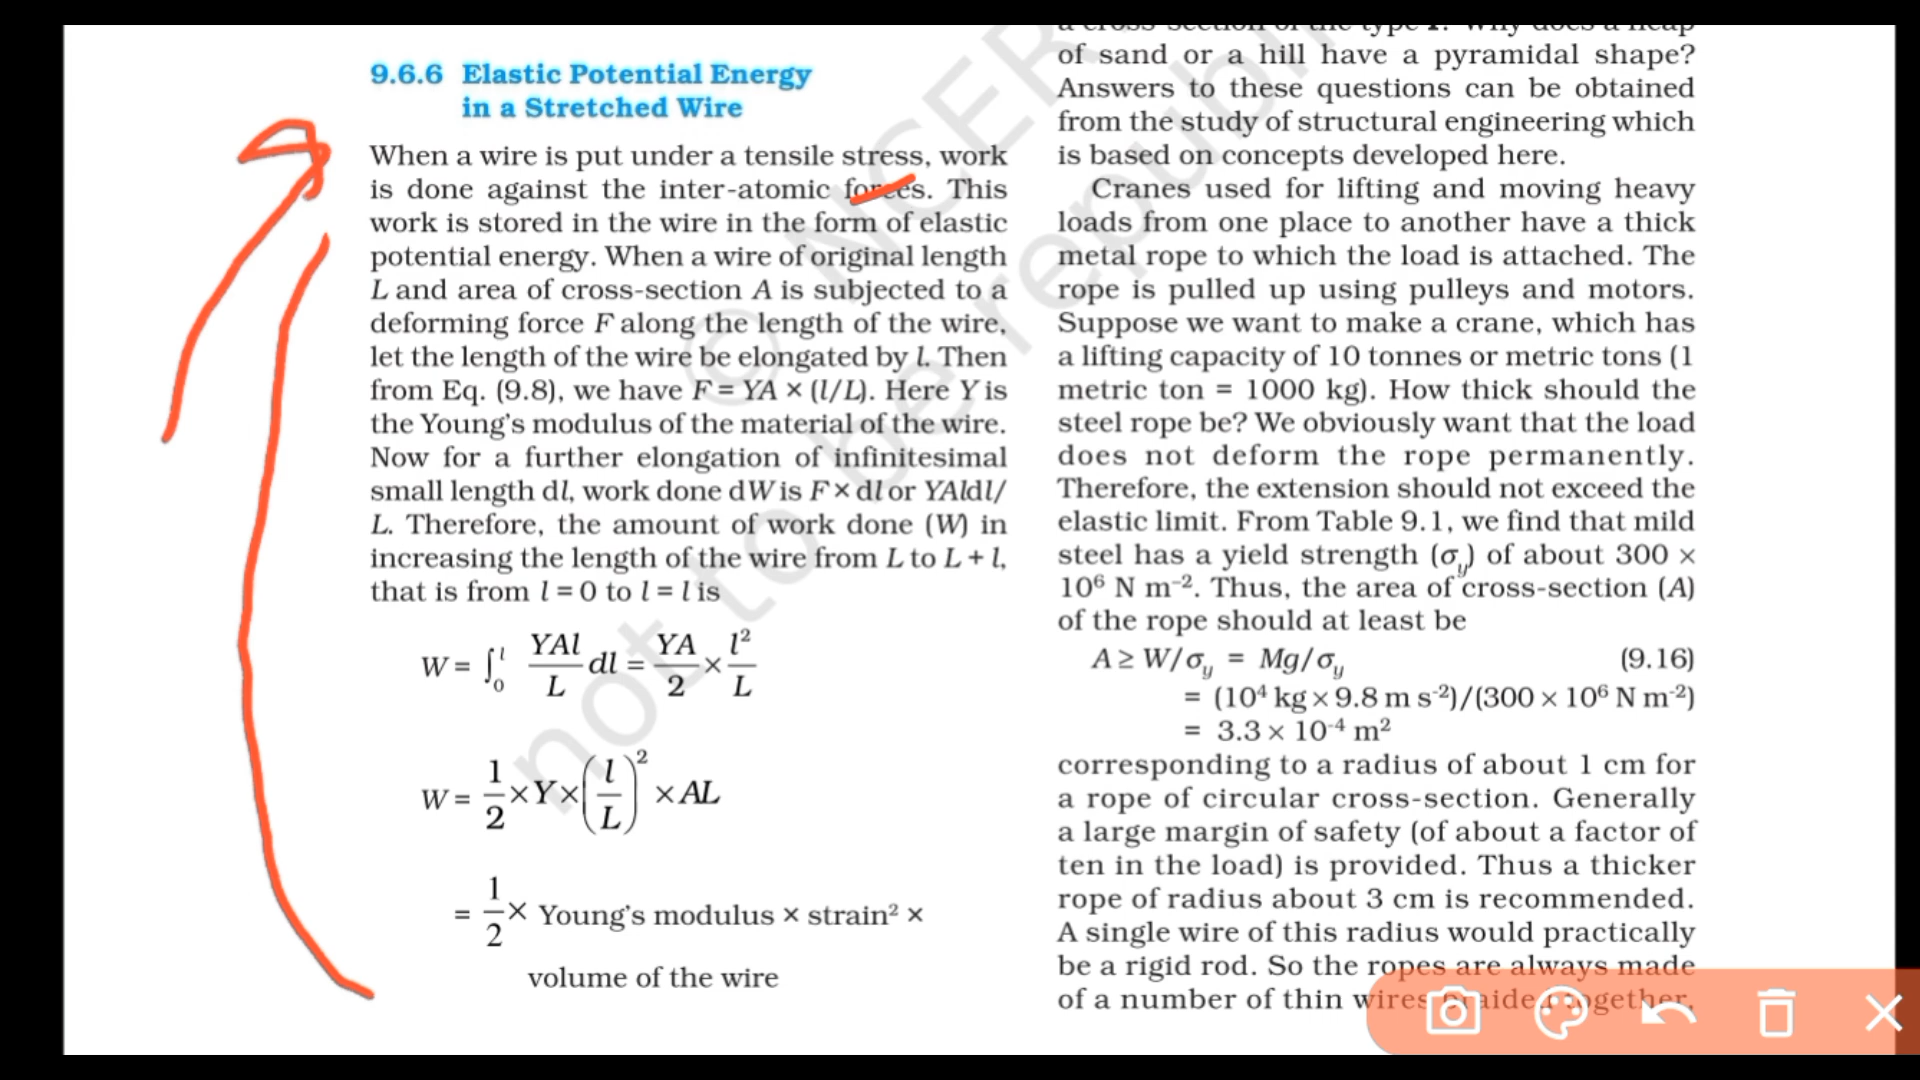 9.6.6 Elastic Potential Energy
in a Stretched Wire
When a wire is put under a tensile stress, work
is done against the inter-atomic forces. This
work is stored in the wire in the form of elastic
potential energy. When a wire of original length
L and area of cross-section A is subjected to a
deforming force F along the length of the wire,
let the length of the wire be elongated by l. Then
from Eq. (9.8), we have F = YA × (l/L). Here Y is
the Young's modulus of the material of the wire.
Now for a further elongation of infinitesimal
small length dl, work done dW is F × dl or YAldl/
L. Therefore, the amount of work done (W) in
increasing the length of the wire from L to L + l,
that is from l = 0 to l = l is
W = ∫₀ˡ YAl/L dl = YA/2 × l²/L
W = 1/2 × Y × (l/L)² × AL
= 1/2 × Young's modulus × strain² ×
volume of the wire
a cross-section of the type I? Why does a heap
of sand or a hill have a pyramidal shape?
Answers to these questions can be obtained
from the study of structural engineering which
is based on concepts developed here.
Cranes used for lifting and moving heavy
loads from one place to another have a thick
metal rope to which the load is attached. The
rope is pulled up using pulleys and motors.
Suppose we want to make a crane, which has
a lifting capacity of 10 tonnes or metric tons (1
metric ton = 1000 kg). How thick should the
steel rope be? We obviously want that the load
does not deform the rope permanently.
Therefore, the extension should not exceed the
elastic limit. From Table 9.1, we find that mild
steel has a yield strength (σy) of about 300 ×
10⁶ N m⁻². Thus, the area of cross-section (A)
of the rope should at least be
A ≥ W/σy = Mg/σy (9.16)
= (10⁴ kg × 9.8 m s⁻²)/(300 × 10⁶ N m⁻²)
= 3.3 × 10⁻⁴ m²
corresponding to a radius of about 1 cm for
a rope of circular cross-section. Generally
a large margin of safety (of about a factor of
ten in the load) is provided. Thus a thicker
rope of radius about 3 cm is recommended.
A single wire of this radius would practically
be a rigid rod. So the ropes are always made
of a number of thin wires braided together,
© NCER
not to be republi